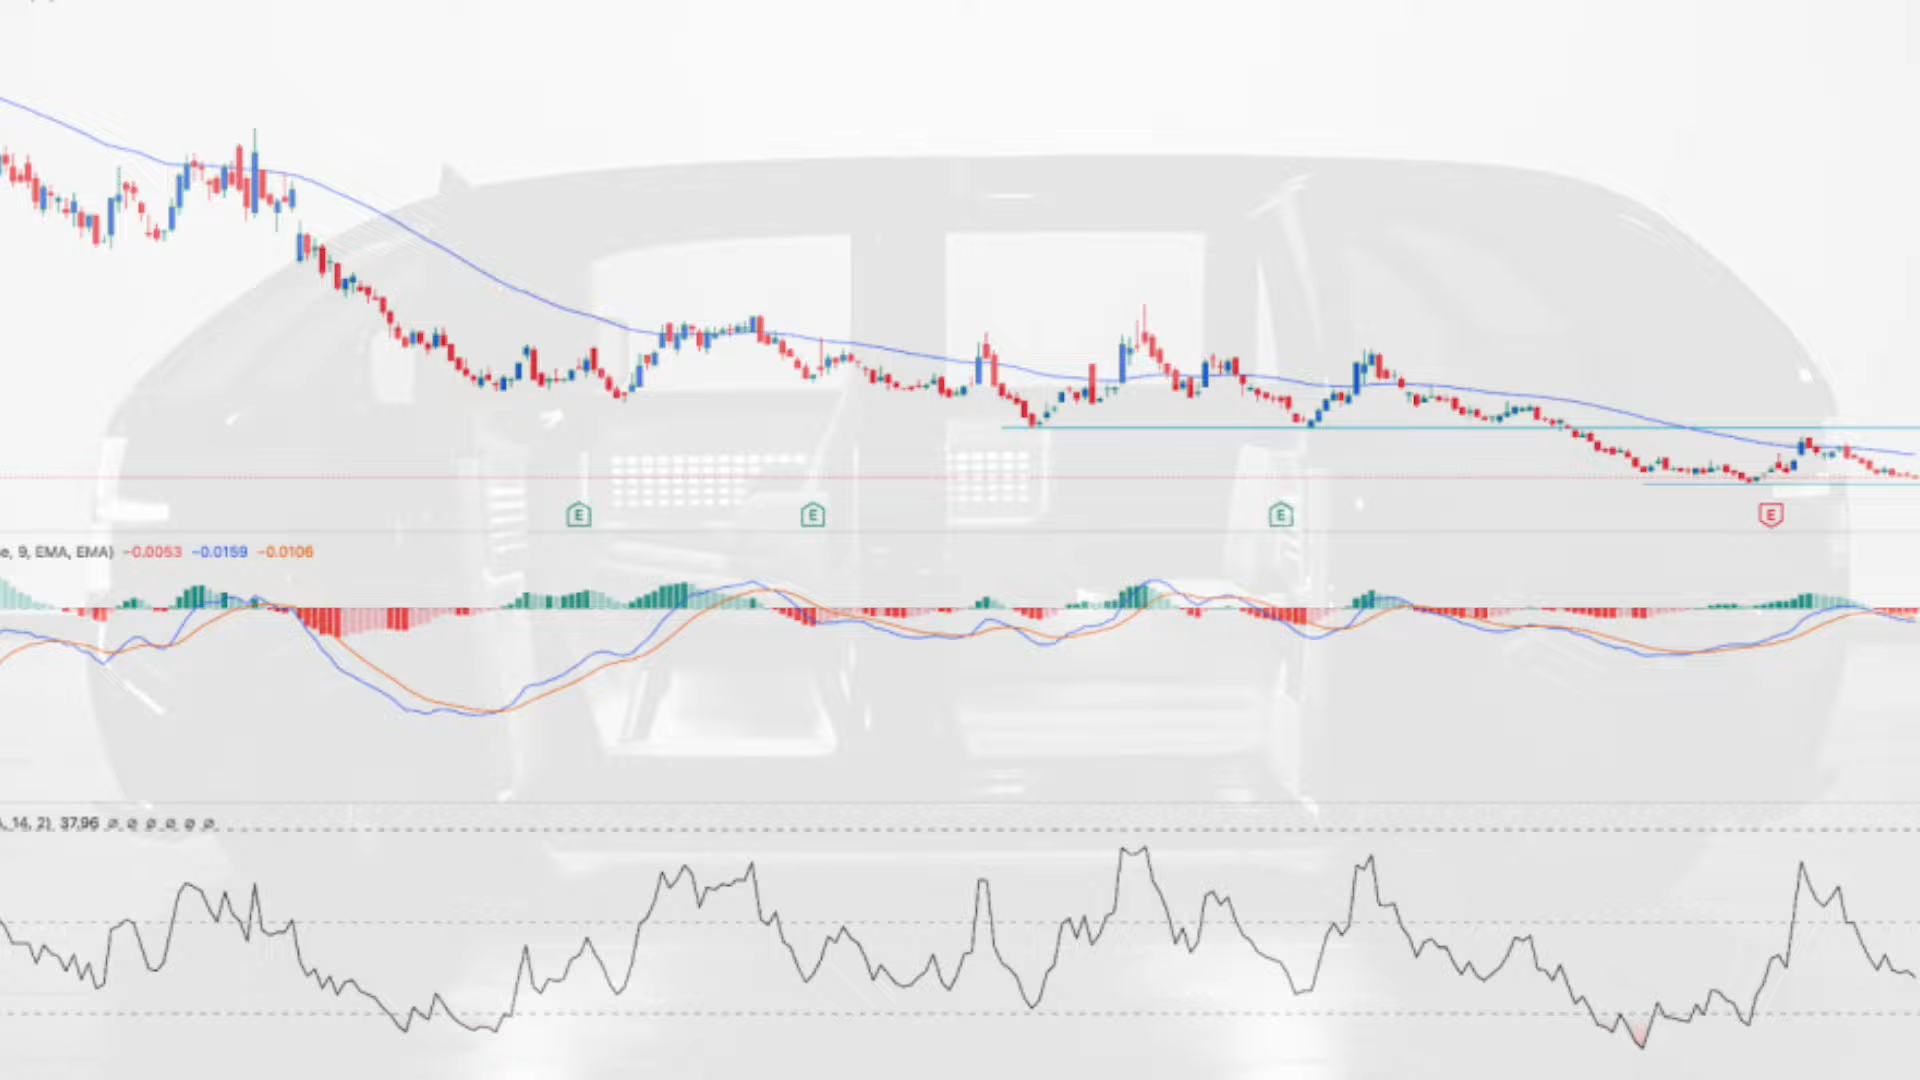 E E E E
e, 9, EMA, EMA) −0.0053 −0.0159 −0.0106
14, 2) 37.96 ø ø ø ø ø ø